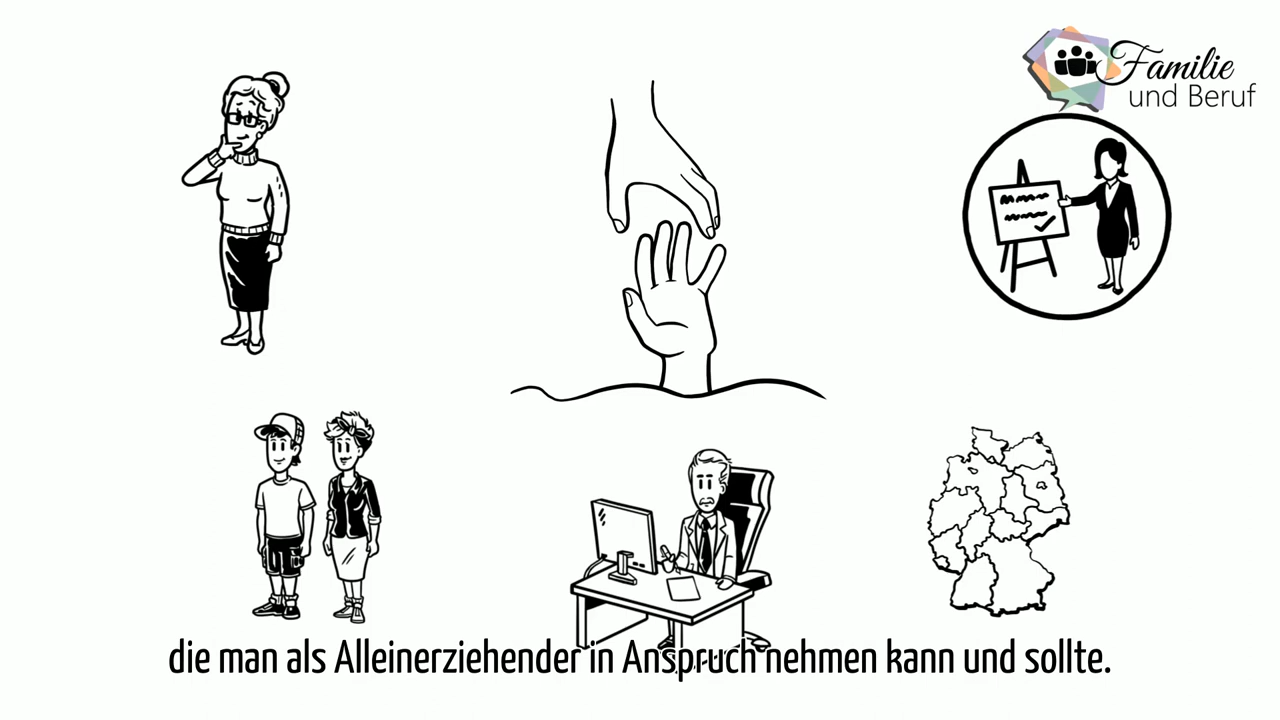 Familie
und Beruf
die man als Alleinerziehender in Anspruch nehmen kann und sollte.